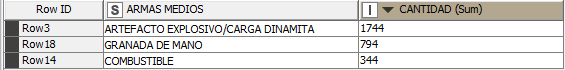 Row ID S ARMAS MEDIOS I CANTIDAD (Sum)
Row3 ARTEFACTO EXPLOSIVO/CARGA DINAMITA 1744
Row18 GRANADA DE MANO 794
Row14 COMBUSTIBLE 344